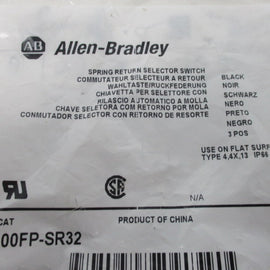 AB Allen-Bradley
SPRING RETURN SELECTOR SWITCH BLACK
COMMUTATEUR SELECTEUR A RETOUR NOIR
WAHLTASTE/RUCKFEDERUNG SCHWARZ
CHIAVETTA PER SELETTORE CON NERO
RILASCIO AUTOMATICO A MOLLA PRETO
CHAVE SELETORA COM RETORNO POR MOLA NEGRO
CONMUTADOR SELECTOR CON RETORNO DE RESORTE 3 POS
USE ON FLAT SURF
TYPE 4,4X,13 IP66
N/A
CAT PRODUCT OF CHINA
00FP-SR32